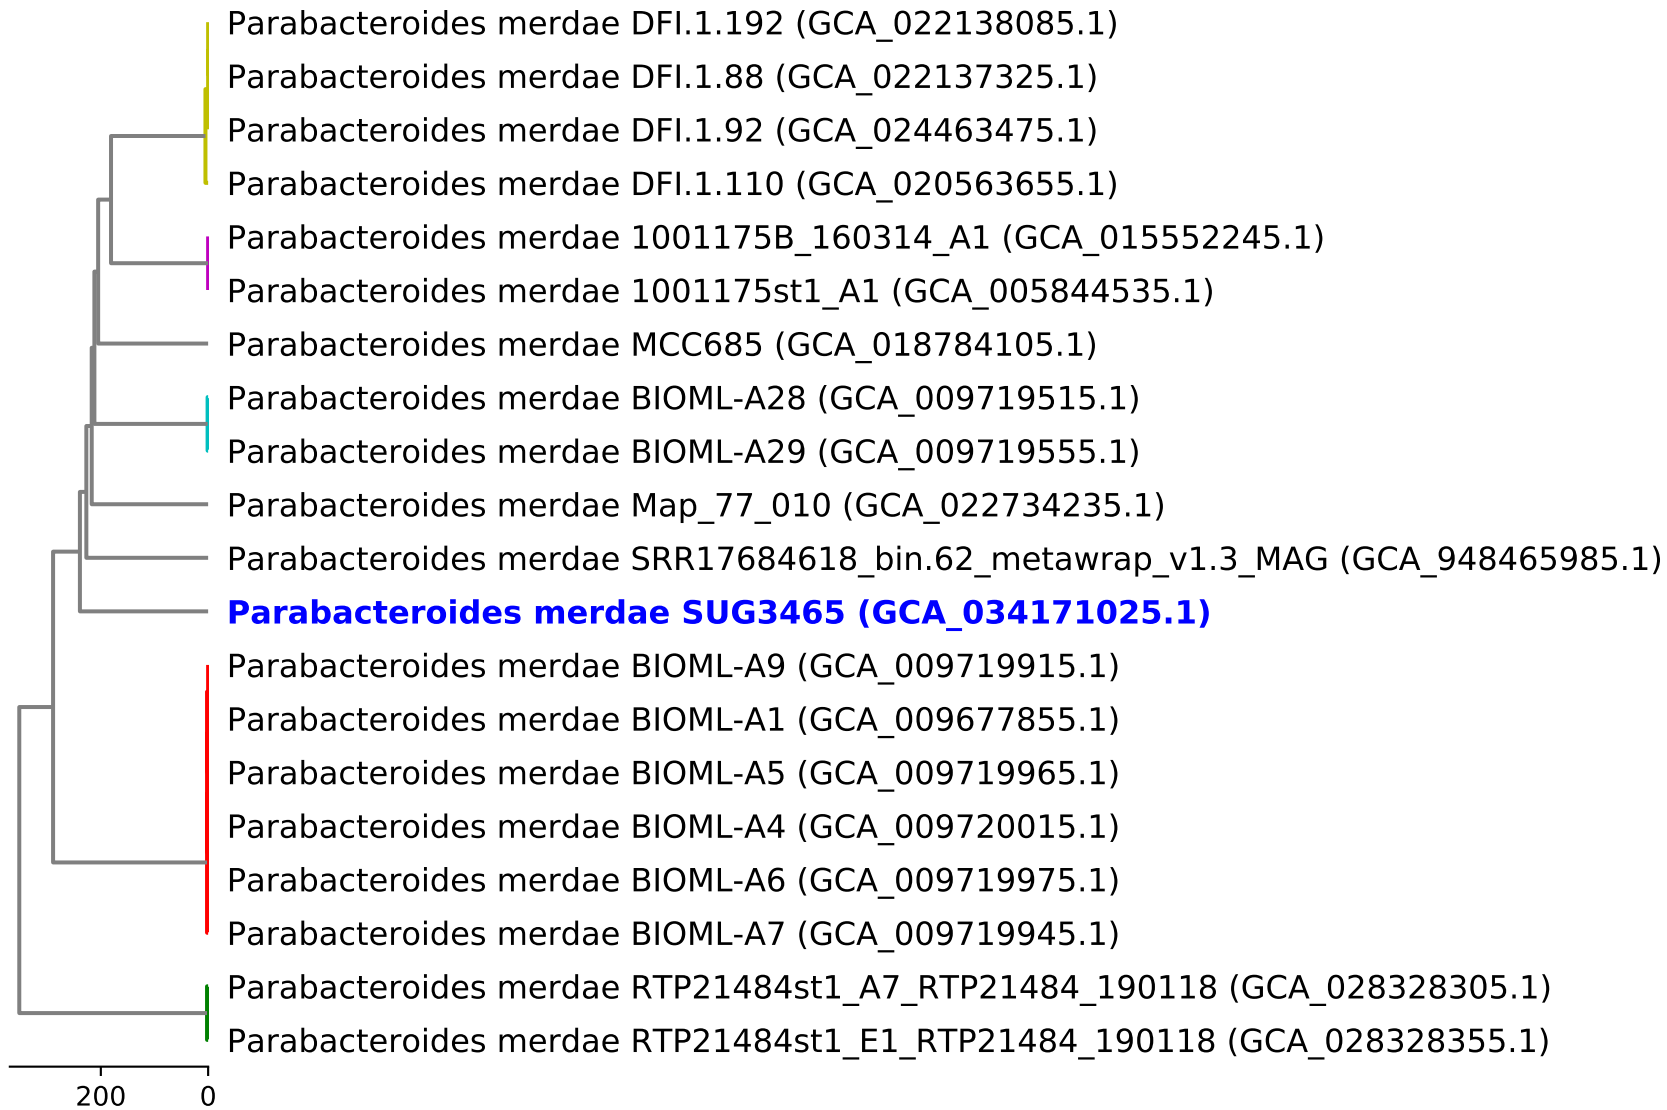 Parabacteroides merdae DFI.1.192 (GCA_022138085.1)
Parabacteroides merdae DFI.1.88 (GCA_022137325.1)
Parabacteroides merdae DFI.1.92 (GCA_024463475.1)
Parabacteroides merdae DFI.1.110 (GCA_020563655.1)
Parabacteroides merdae 1001175B_160314_A1 (GCA_015552245.1)
Parabacteroides merdae 1001175st1_A1 (GCA_005844535.1)
Parabacteroides merdae MCC685 (GCA_018784105.1)
Parabacteroides merdae BIOML-A28 (GCA_009719515.1)
Parabacteroides merdae BIOML-A29 (GCA_009719555.1)
Parabacteroides merdae Map_77_010 (GCA_022734235.1)
Parabacteroides merdae SRR17684618_bin.62_metawrap_v1.3_MAG (GCA_948465985.1)
Parabacteroides merdae SUG3465 (GCA_034171025.1)
Parabacteroides merdae BIOML-A9 (GCA_009719915.1)
Parabacteroides merdae BIOML-A1 (GCA_009677855.1)
Parabacteroides merdae BIOML-A5 (GCA_009719965.1)
Parabacteroides merdae BIOML-A4 (GCA_009720015.1)
Parabacteroides merdae BIOML-A6 (GCA_009719975.1)
Parabacteroides merdae BIOML-A7 (GCA_009719945.1)
Parabacteroides merdae RTP21484st1_A7_RTP21484_190118 (GCA_028328305.1)
Parabacteroides merdae RTP21484st1_E1_RTP21484_190118 (GCA_028328355.1)
200 0